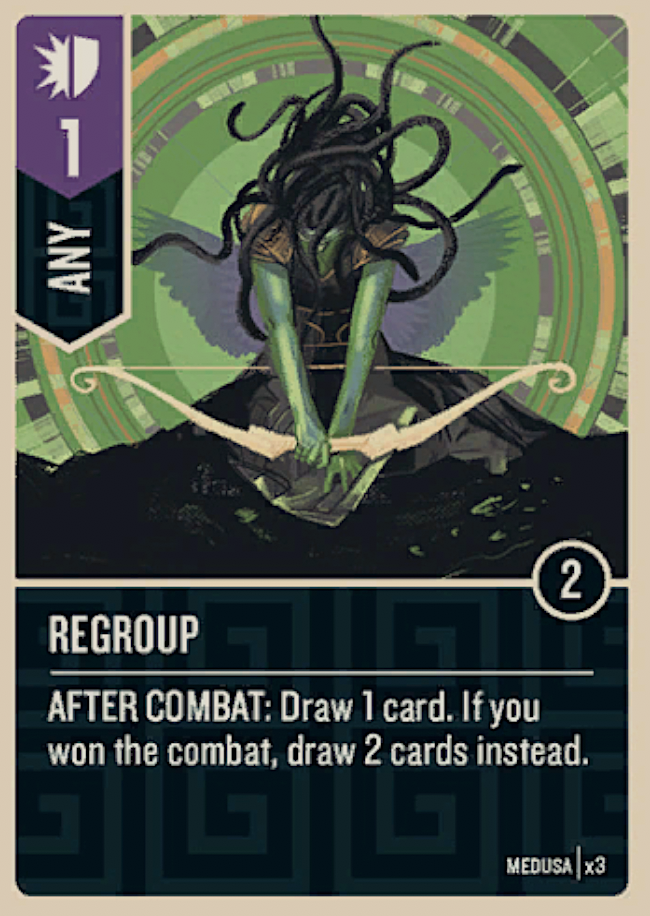 1
ANY
2
REGROUP
AFTER COMBAT: Draw 1 card. If you
won the combat, draw 2 cards instead.
MEDUSA | x3